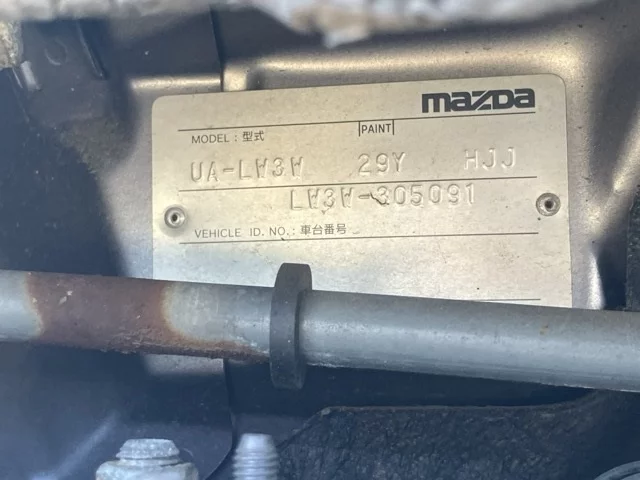 mazda
MODEL : 型式 PAINT
UA-LW3W 29Y HJJ
LW3W-305091
VEHICLE ID. NO. : 車台番号